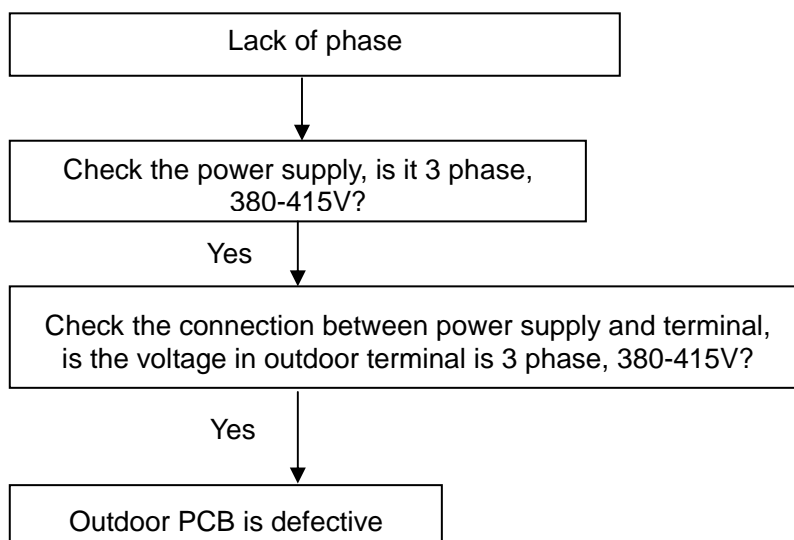 Lack of phase
Check the power supply, is it 3 phase,
380-415V?
Yes
Check the connection between power supply and terminal,
is the voltage in outdoor terminal is 3 phase, 380-415V?
Yes
Outdoor PCB is defective